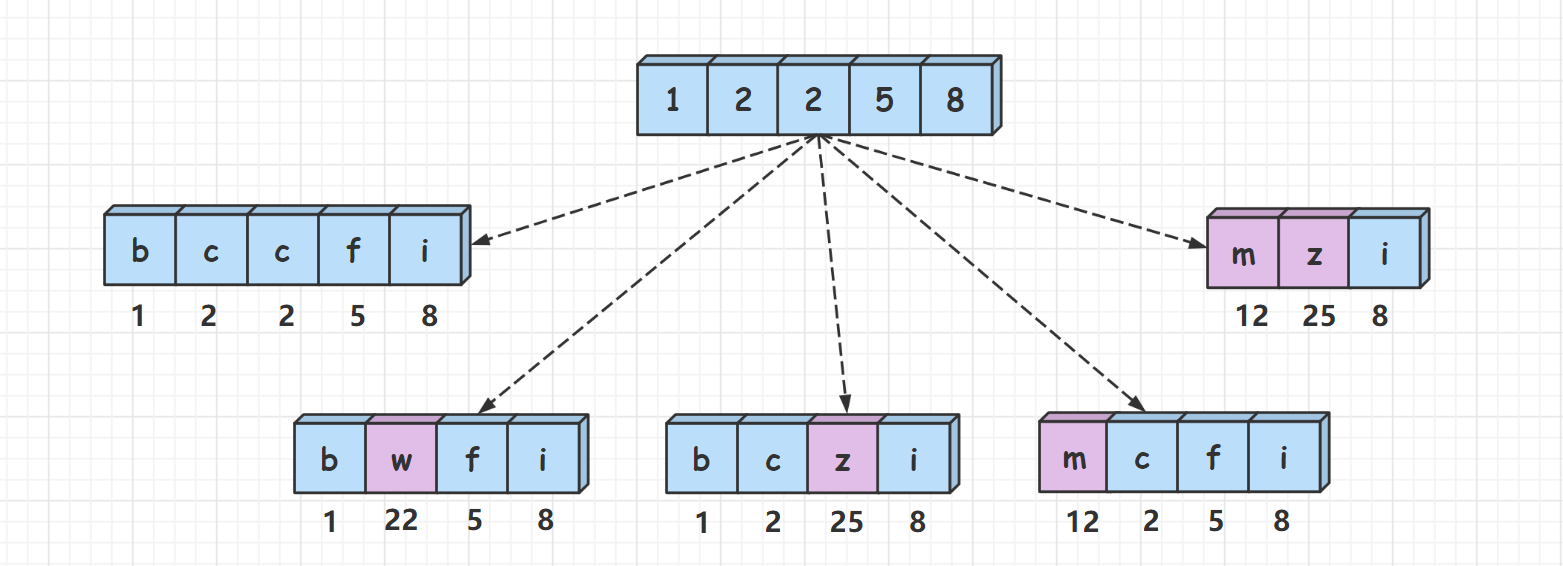 1 2 2 5 8
b c c f i
1 2 2 5 8
m z i
12 25 8
b w f i
1 22 5 8
b c z i
1 2 25 8
m c f i
12 2 5 8